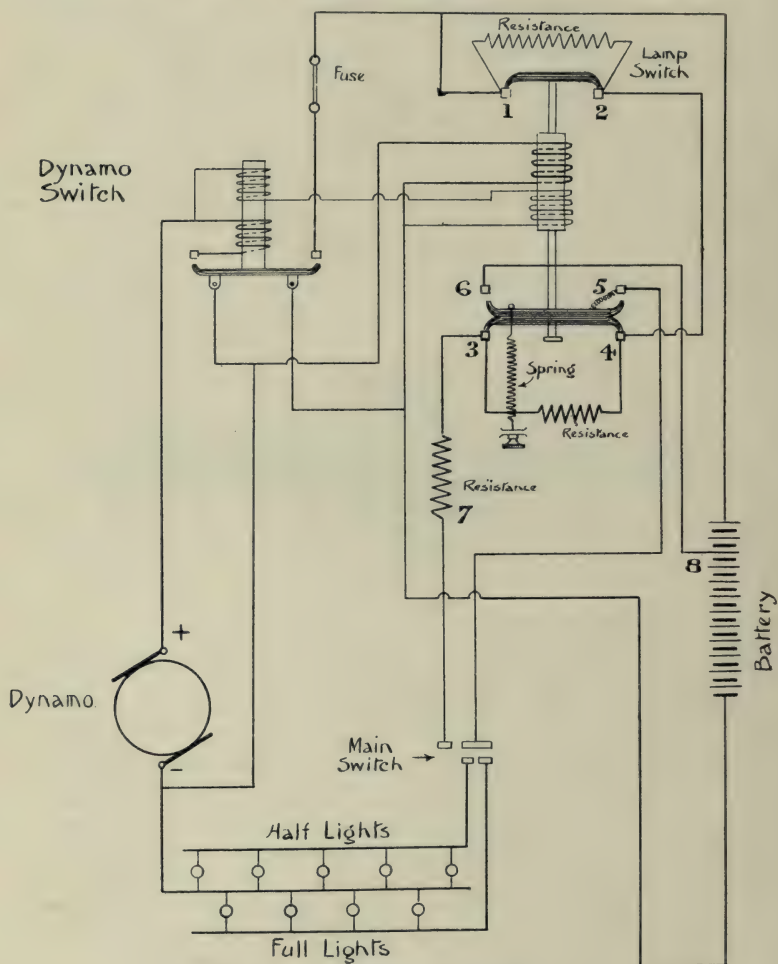 Resistance
Lamp
Switch
Fuse
1
2
Dynamo
Switch
6
5
3
4
Spring
Resistance
Resistance
7
8
Battery
+
Dynamo.
−
Main
Switch
Half Lights
Full Lights